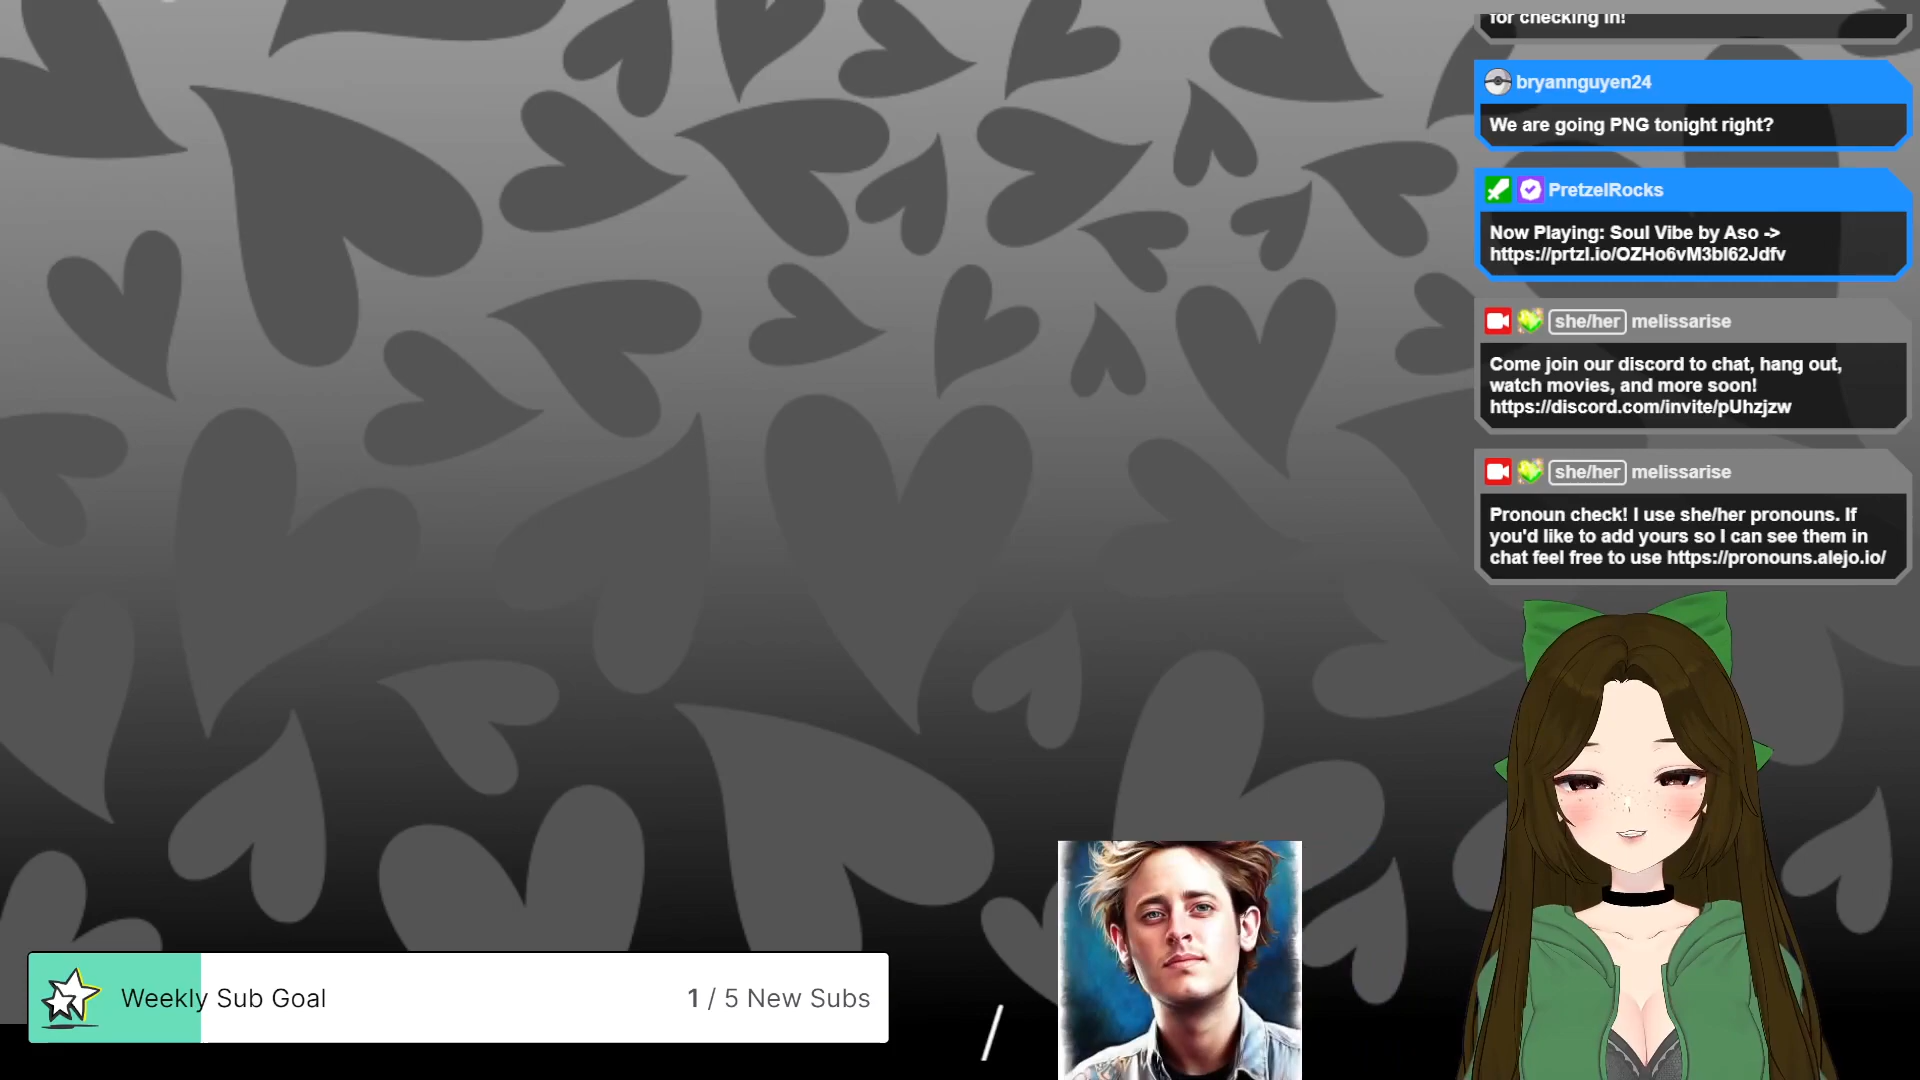 for checking in!
bryannguyen24
We are going PNG tonight right?
PretzelRocks
Now Playing: Soul Vibe by Aso ->
https://prtzl.io/OZHo6vM3bl62Jdfv
she/her melissarise
Come join our discord to chat, hang out,
watch movies, and more soon!
https://discord.com/invite/pUhzjzw
she/her melissarise
Pronoun check! I use she/her pronouns. If
you'd like to add yours so I can see them in
chat feel free to use https://pronouns.alejo.io/
Weekly Sub Goal
1 / 5 New Subs
/